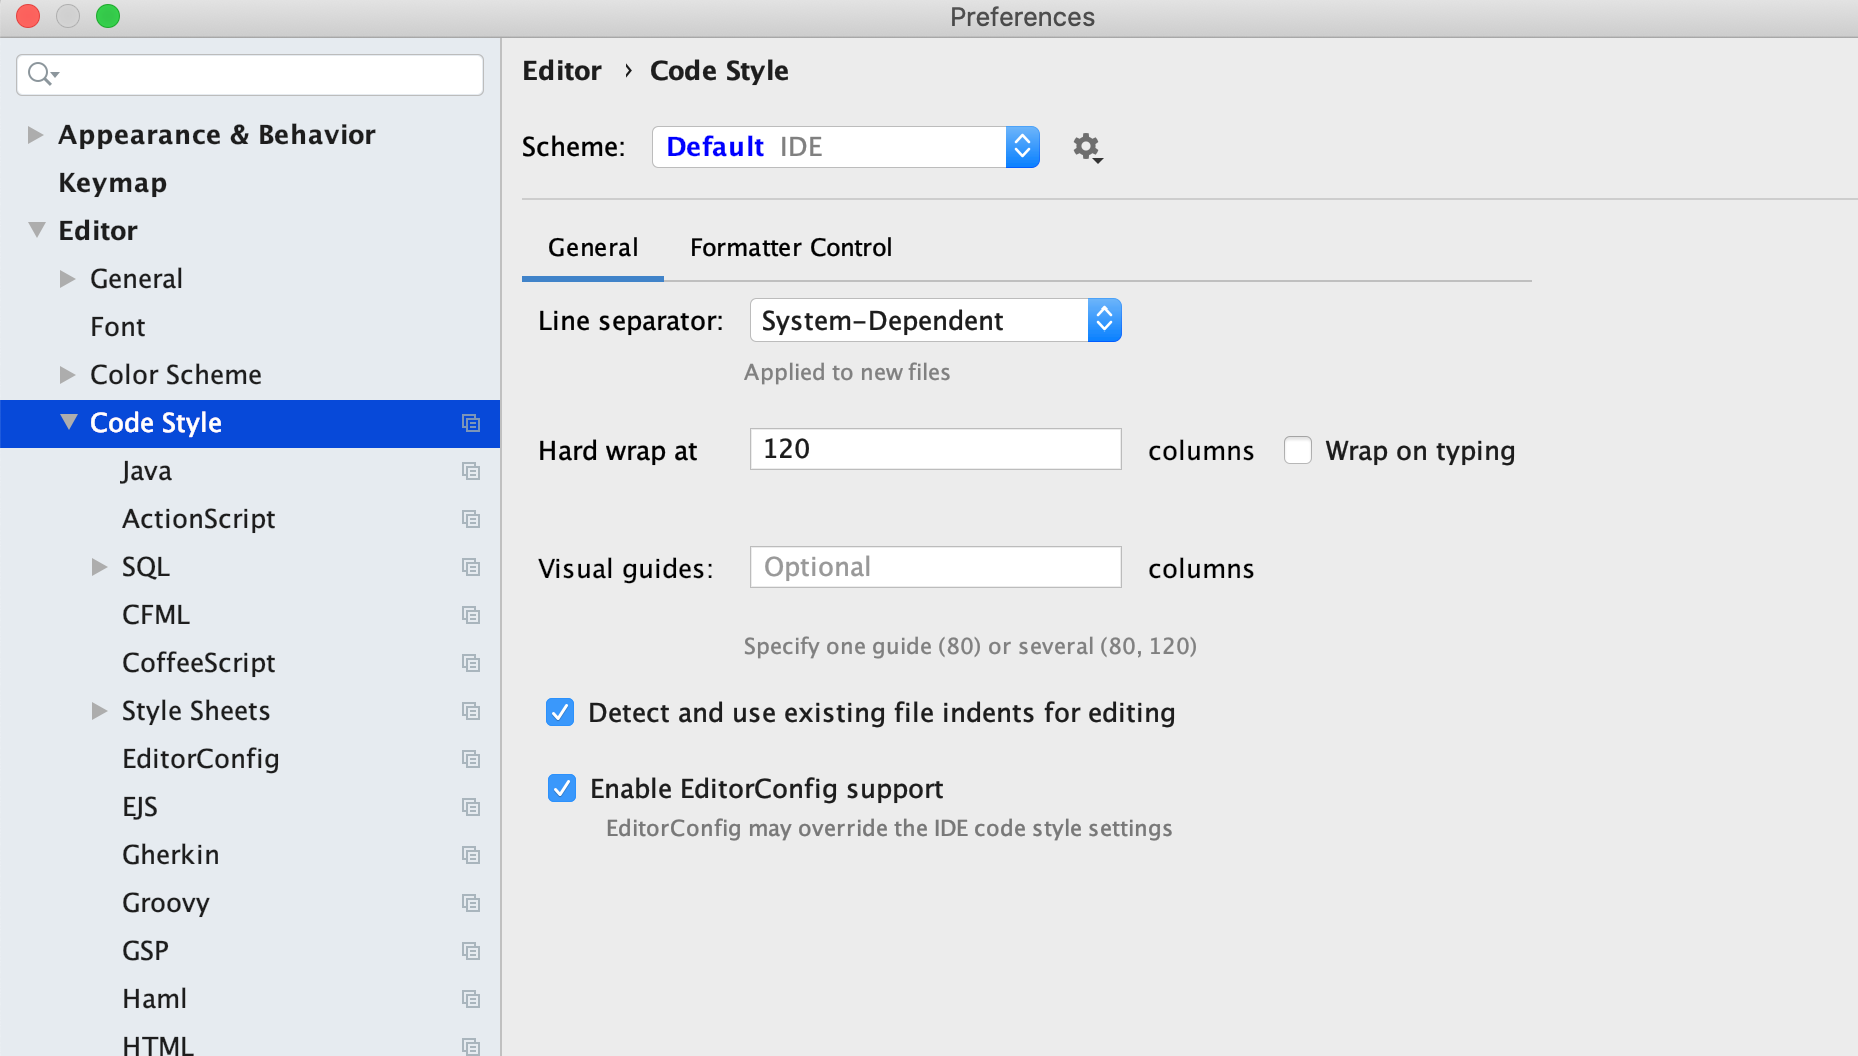 Preferences
Appearance & Behavior
Keymap
Editor
General
Font
Color Scheme
Code Style
Java
ActionScript
SQL
CFML
CoffeeScript
Style Sheets
EditorConfig
EJS
Gherkin
Groovy
GSP
Haml
HTML
Editor › Code Style
Scheme: Default IDE
General Formatter Control
Line separator: System-Dependent
Applied to new files
Hard wrap at 120 columns Wrap on typing
Visual guides: Optional columns
Specify one guide (80) or several (80, 120)
Detect and use existing file indents for editing
Enable EditorConfig support
EditorConfig may override the IDE code style settings